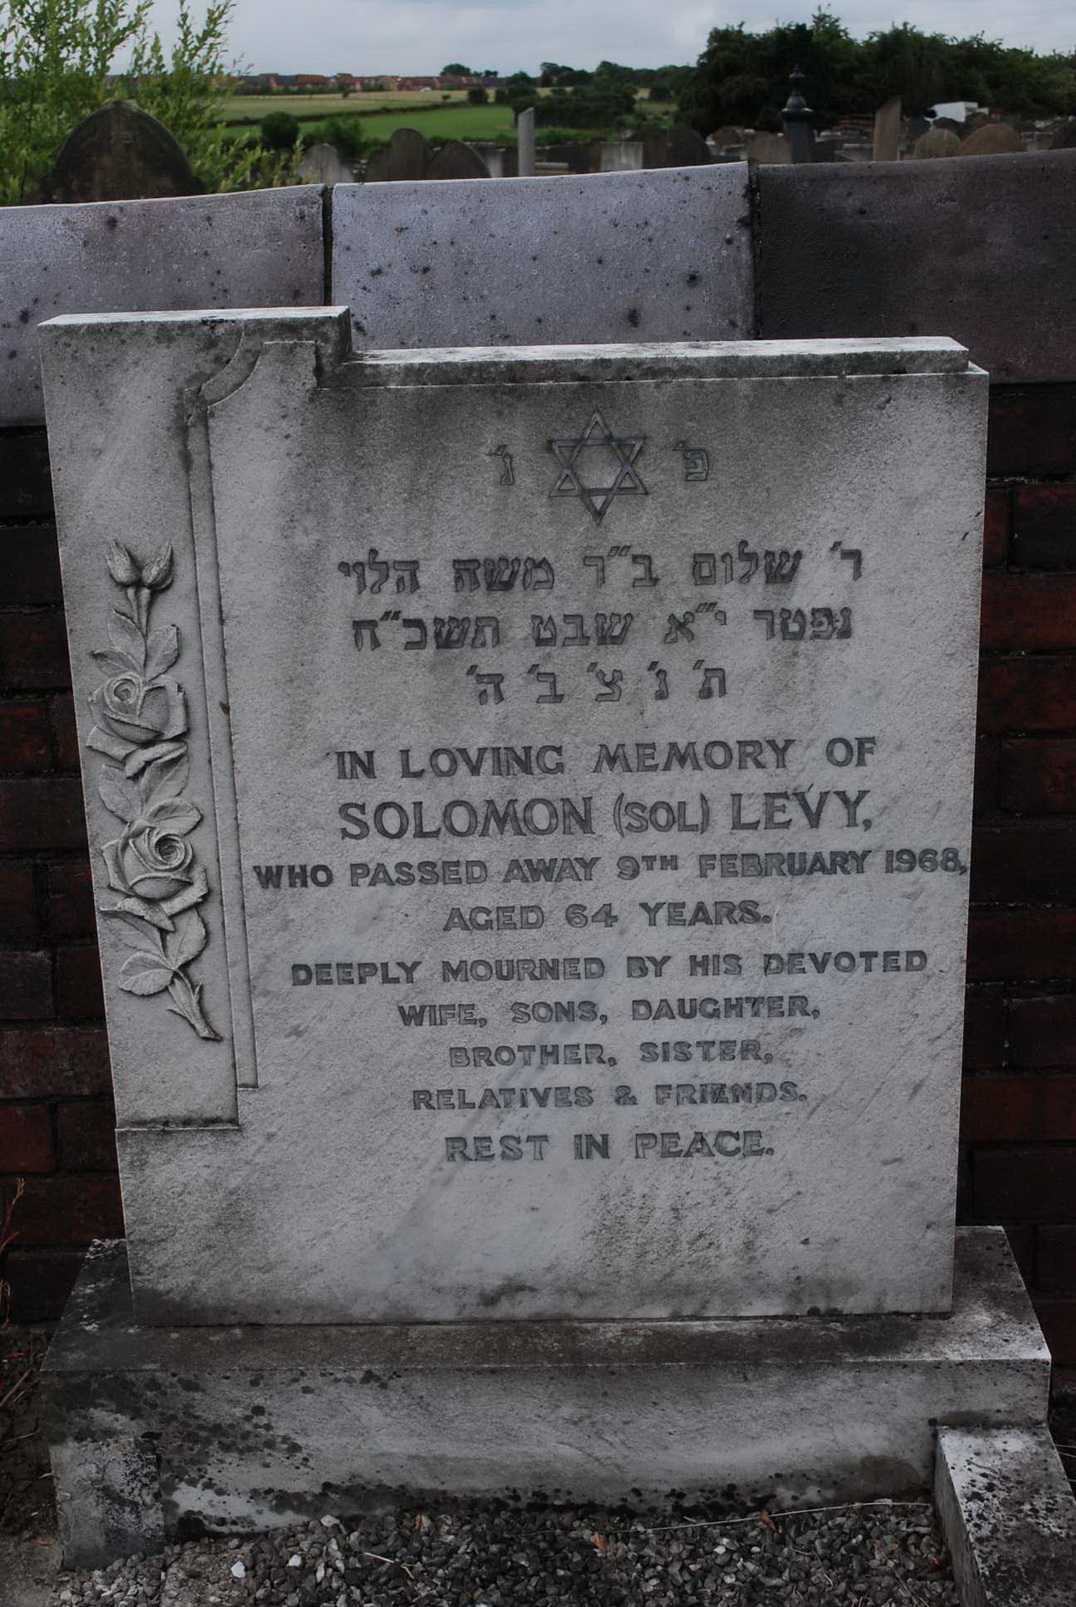 פ' נ'
ר' שלום ב"ר משה הלוי
נפטר י"א שבט תשכ"ח
ת' נ' צ' ב' ה'
IN LOVING MEMORY OF
SOLOMON (SOL) LEVY,
WHO PASSED AWAY 9TH FEBRUARY 1968,
AGED 64 YEARS.
DEEPLY MOURNED BY HIS DEVOTED
WIFE, SONS, DAUGHTER,
BROTHER, SISTER,
RELATIVES & FRIENDS.
REST IN PEACE.